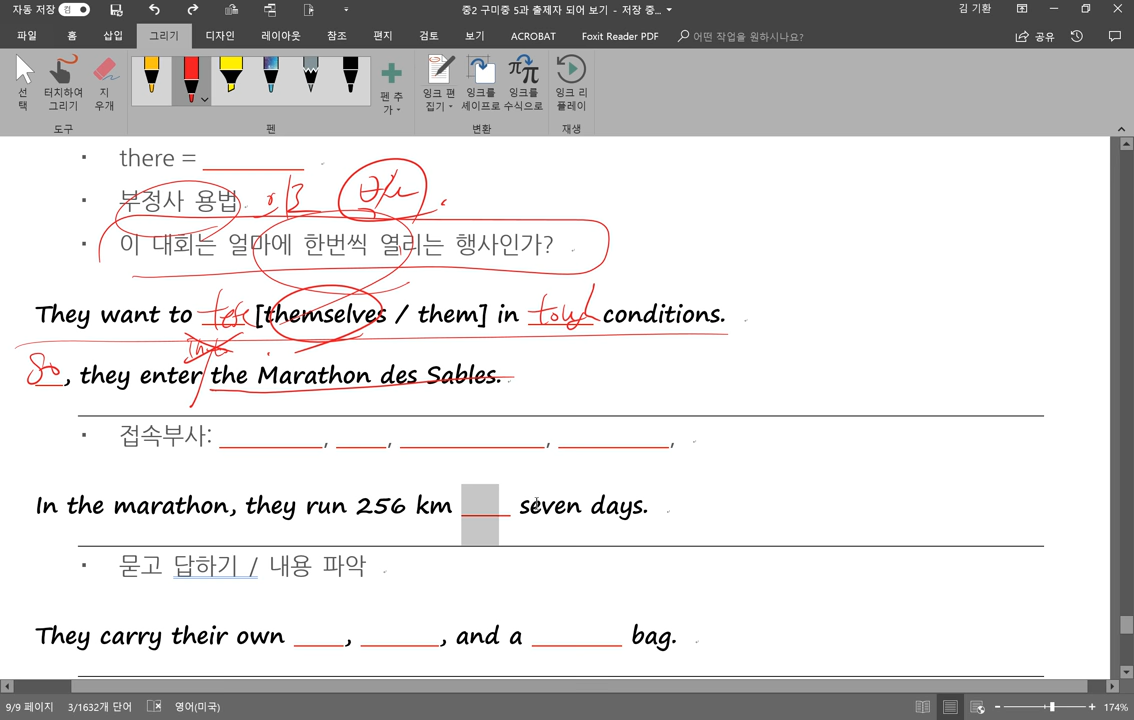 자동 저장 컴 중2 구미중 5과 출제자 되어 보기 - 저장 중... 김 기환
파일 홈 삽입 그리기 디자인 레이아웃 참조 편지 검토 보기 ACROBAT Foxit Reader PDF 어떤 작업을 원하시나요? 공유
선택 터치하여 그리기 지우개 펜 추가 잉크 편집기 잉크를 셰이프로 잉크를 수식으로 잉크 리플레이
도구 펜 변환 재생
· there = ________
· 부정사 용법
· 이 대회는 얼마에 한번씩 열리는 행사인가?
They want to [themselves / them] in tough conditions.
So, they enter the Marathon des Sables.
· 접속부사: ________, ____, ________, ________,
In the marathon, they run 256 km ____ seven days.
· 묻고 답하기 / 내용 파악
They carry their own ____, ______, and a _______ bag.
9/9 페이지 3/1632개 단어 영어(미국) 174%